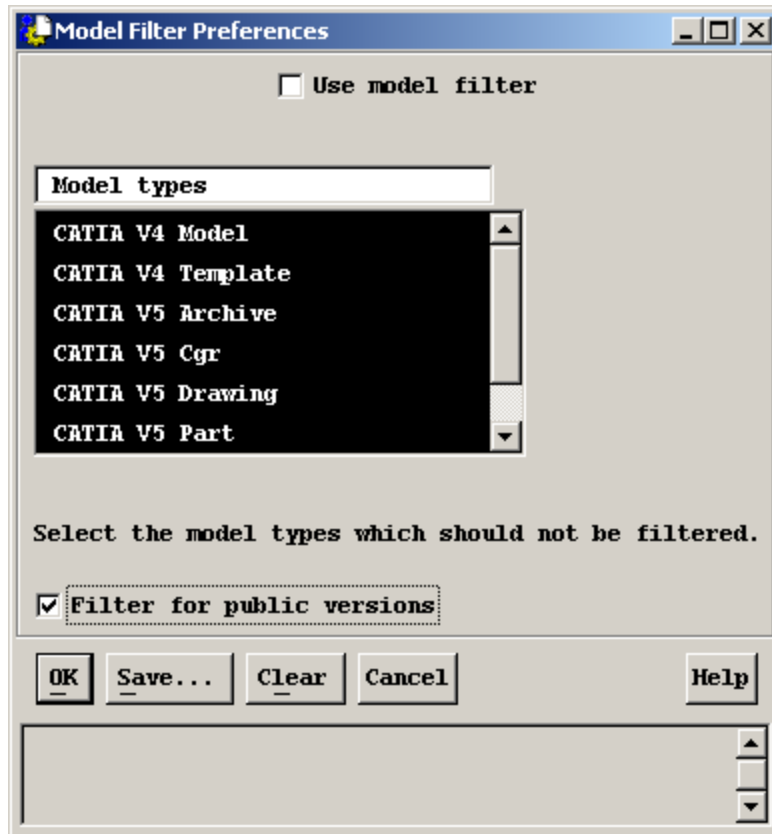 Model Filter Preferences
Use model filter
Model types
CATIA V4 Model
CATIA V4 Template
CATIA V5 Archive
CATIA V5 Cgr
CATIA V5 Drawing
CATIA V5 Part
Select the model types which should not be filtered.
Filter for public versions
OK Save... Clear Cancel Help